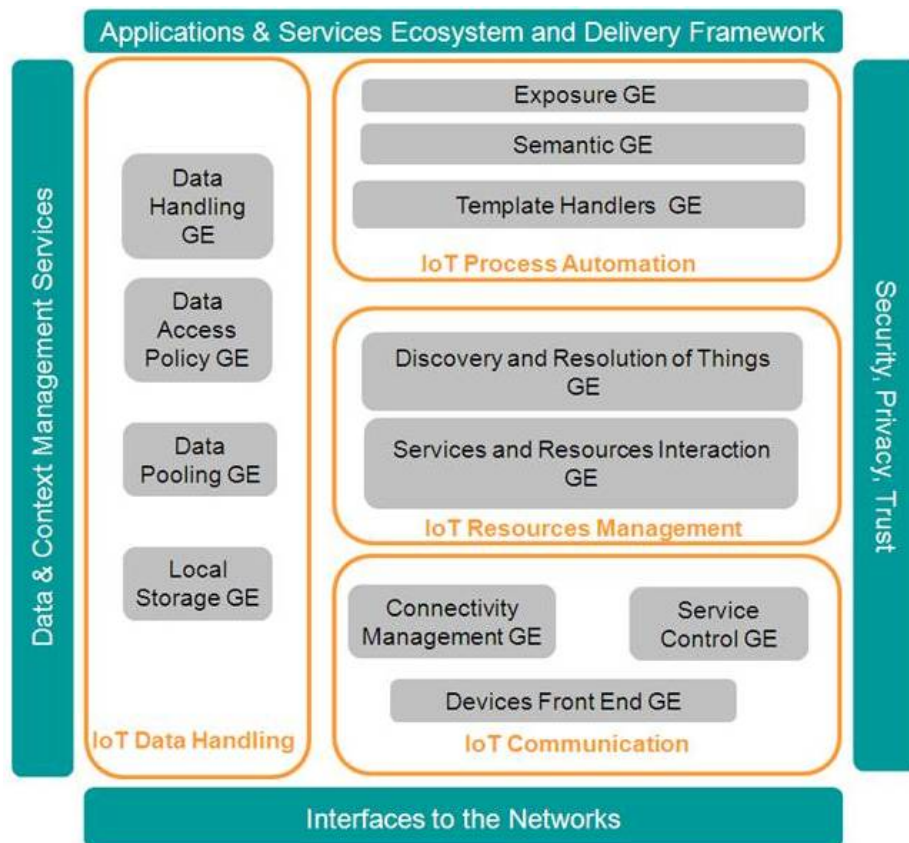 Applications & Services Ecosystem and Delivery Framework
Data & Context Management Services
Data
Handling
GE
Data
Access
Policy GE
Data
Pooling GE
Local
Storage GE
IoT Data Handling
Exposure GE
Semantic GE
Template Handlers GE
IoT Process Automation
Discovery and Resolution of Things
GE
Services and Resources Interaction
GE
IoT Resources Management
Connectivity
Management GE
Service
Control GE
Devices Front End GE
IoT Communication
Security, Privacy, Trust
Interfaces to the Networks